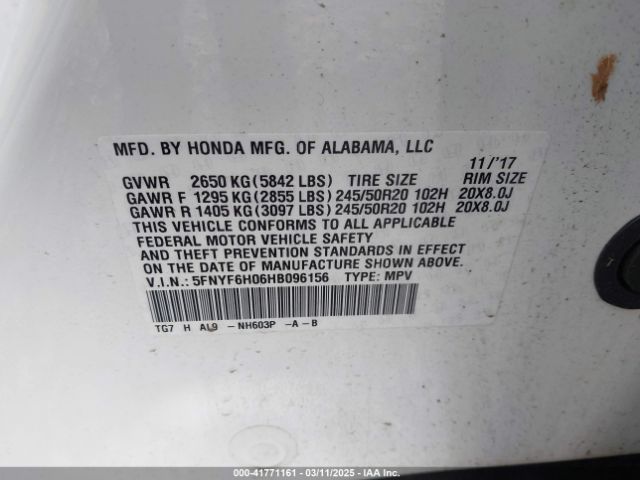 MFD. BY HONDA MFG. OF ALABAMA, LLC
11/'17
GVWR 2650 KG(5842 LBS) TIRE SIZE RIM SIZE
GAWR F 1295 KG(2855 LBS) 245/50R20 102H 20X8.0J
GAWR R 1405 KG(3097 LBS) 245/50R20 102H 20X8.0J
THIS VEHICLE CONFORMS TO ALL APPLICABLE
FEDERAL MOTOR VEHICLE SAFETY
AND THEFT PREVENTION STANDARDS IN EFFECT
ON THE DATE OF MANUFACTURE SHOWN ABOVE.
V.I.N.: 5FNYF6H06HB096156 TYPE: MPV
TG7 H AL9 -NH603P -A-B
000-41771161 - 03/11/2025 - IAA Inc.